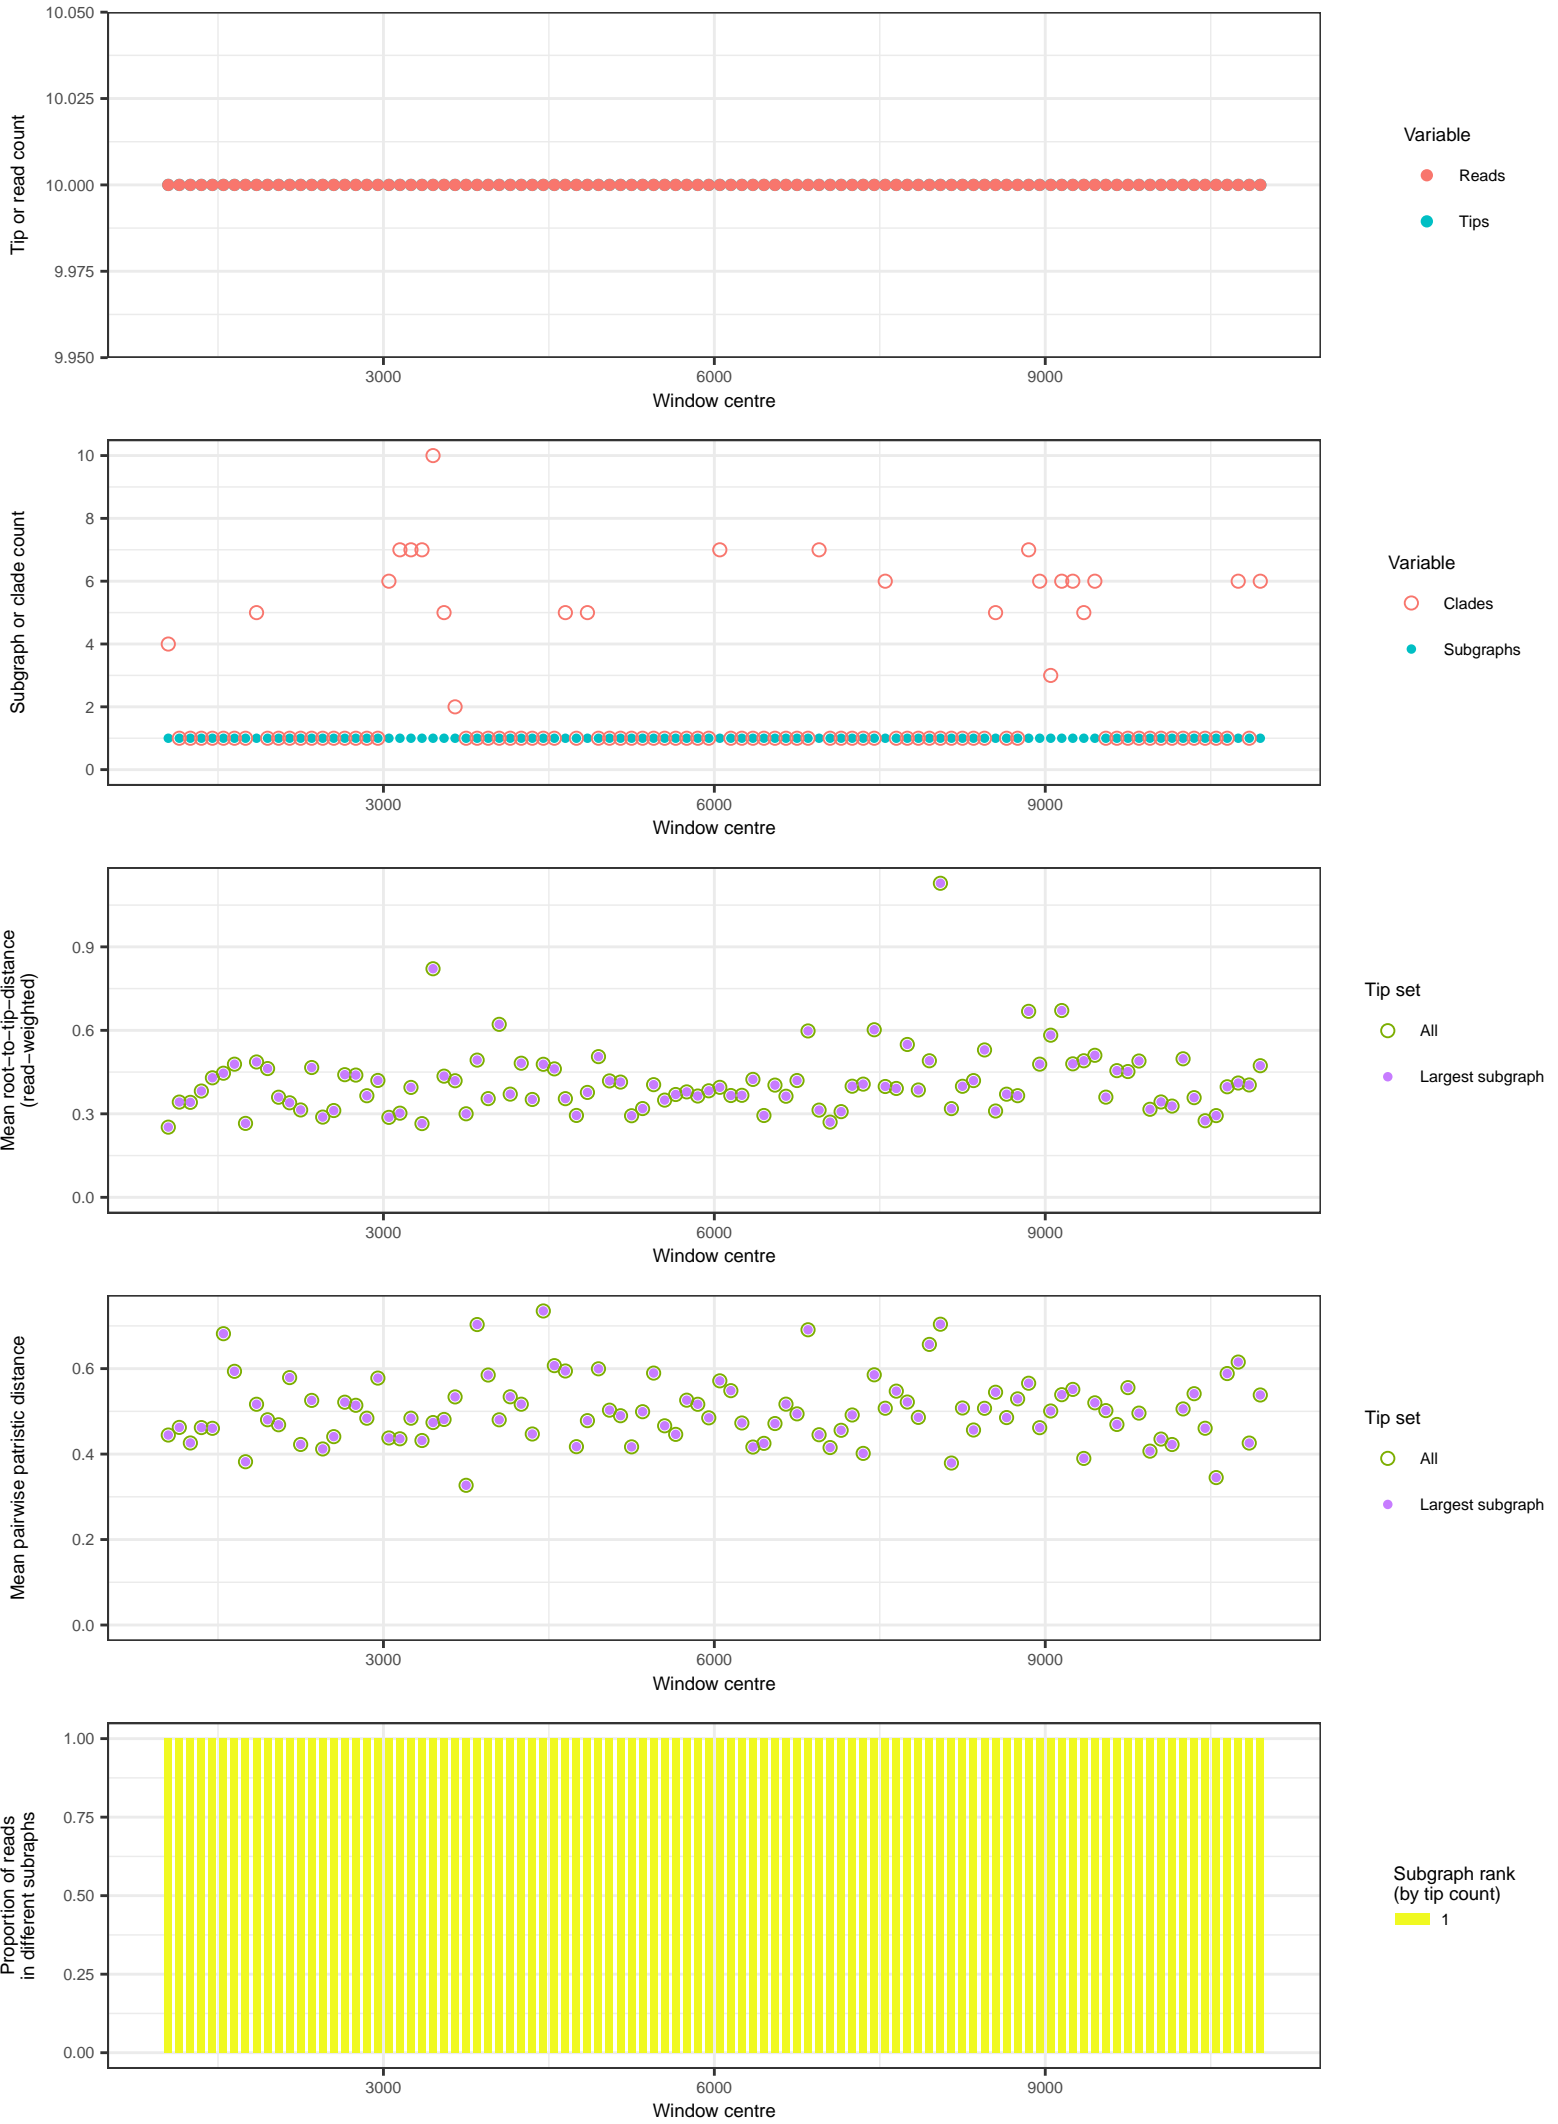 10.050
10.025
10.000
9.975
9.950
Tip or read count
3000
6000
9000
Window centre
Variable
Reads
Tips
10
8
6
4
2
0
Subgraph or clade count
3000
6000
9000
Window centre
Variable
Clades
Subgraphs
0.9
0.6
0.3
0.0
Mean root−to−tip−distance
(read−weighted)
3000
6000
9000
Window centre
Tip set
All
Largest subgraph
0.6
0.4
0.2
0.0
Mean pairwise patristic distance
3000
6000
9000
Window centre
Tip set
All
Largest subgraph
1.00
0.75
0.50
0.25
0.00
Proportion of reads
in different subraphs
3000
6000
9000
Window centre
Subgraph rank
(by tip count)
1